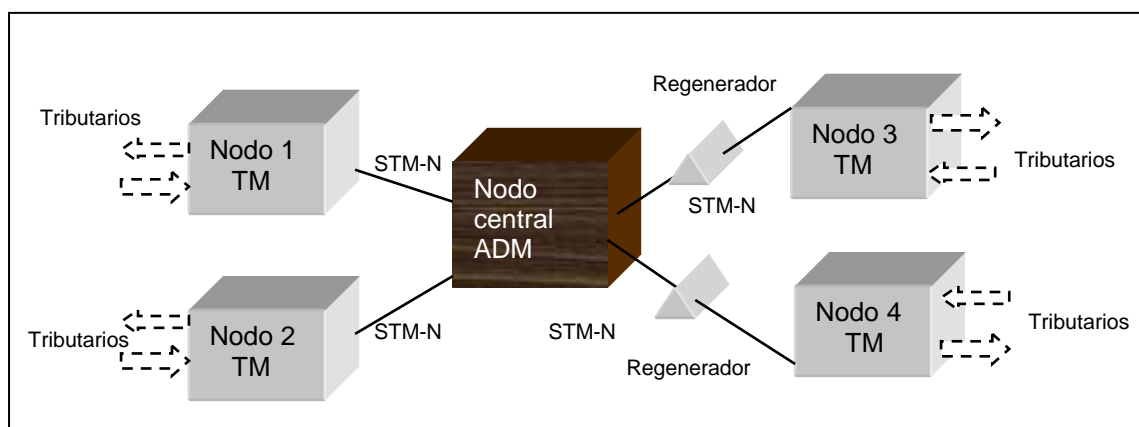 Tributarios
Nodo 1
TM
STM-N
Nodo
central
ADM
Regenerador
STM-N
Nodo 3
TM
Tributarios
Tributarios
Nodo 2
TM
STM-N
STM-N
Regenerador
Nodo 4
TM
Tributarios